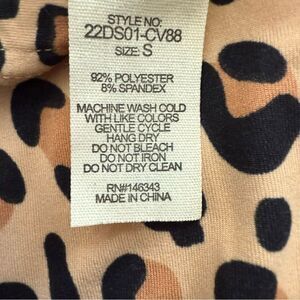 STYLE NO:
22DS01-CV88
SIZE: S
92% POLYESTER
8% SPANDEX
MACHINE WASH COLD
WITH LIKE COLORS
GENTLE CYCLE
HANG DRY
DO NOT BLEACH
DO NOT IRON
DO NOT DRY CLEAN
RN#146343
MADE IN CHINA